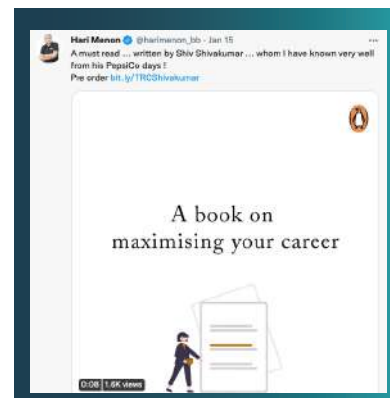 Hari Menon @harimenon_bb · Jan 15
A must read ... written by Shiv Shivakumar ... whom I have known very well
from his PepsiCo days !
Pre order bit.ly/TRCShivakumar
A book on
maximising your career
0:08 1.6K views